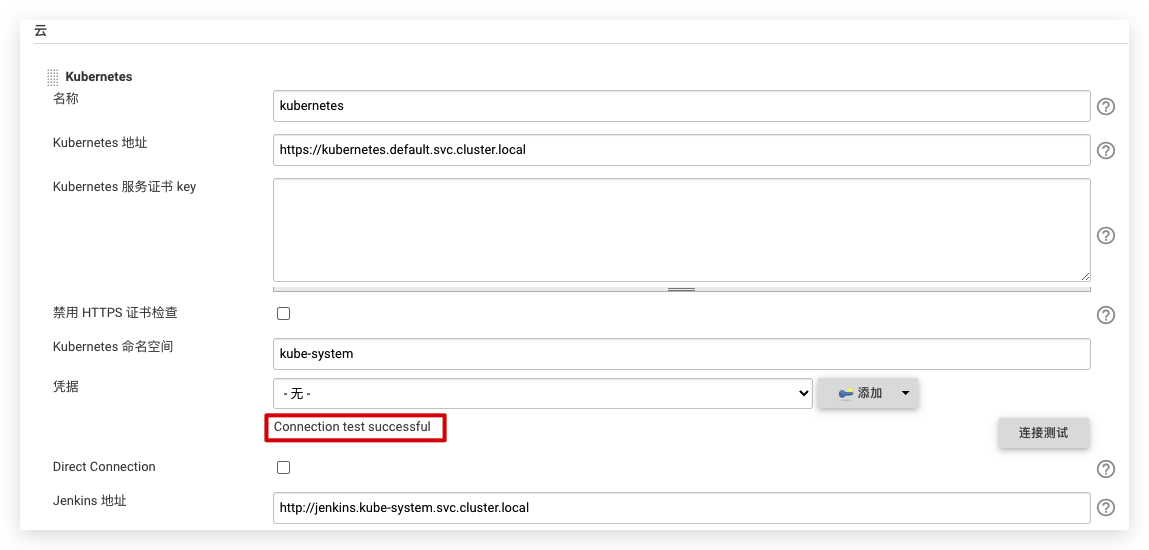 云
Kubernetes
名称
kubernetes
Kubernetes 地址
https://kubernetes.default.svc.cluster.local
Kubernetes 服务证书 key
禁用 HTTPS 证书检查
Kubernetes 命名空间
kube-system
凭据
- 无 -
添加
Connection test successful
连接测试
Direct Connection
Jenkins 地址
http://jenkins.kube-system.svc.cluster.local